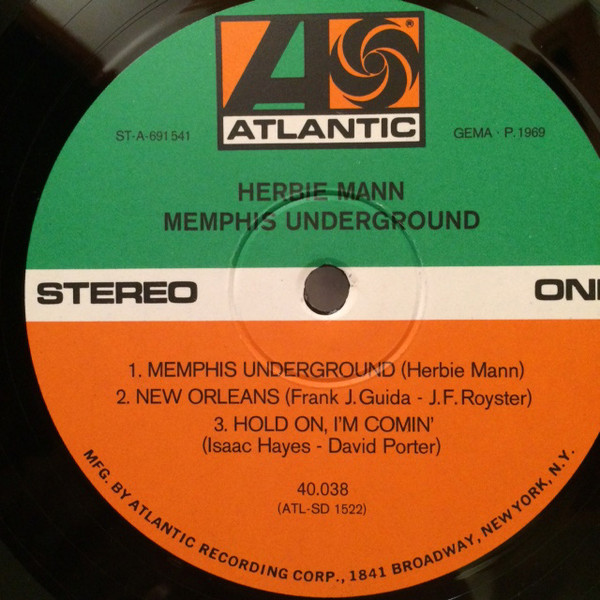 ATLANTIC
®
ST-A-691541
GEMA · P.1969
HERBIE MANN
MEMPHIS UNDERGROUND
STEREO
ON
1. MEMPHIS UNDERGROUND (Herbie Mann)
2. NEW ORLEANS (Frank J. Guida - J.F. Royster)
3. HOLD ON, I'M COMIN'
(Isaac Hayes - David Porter)
40.038
(ATL-SD 1522)
MFG. BY ATLANTIC RECORDING CORP., 1841 BROADWAY, NEW YORK, N.Y.